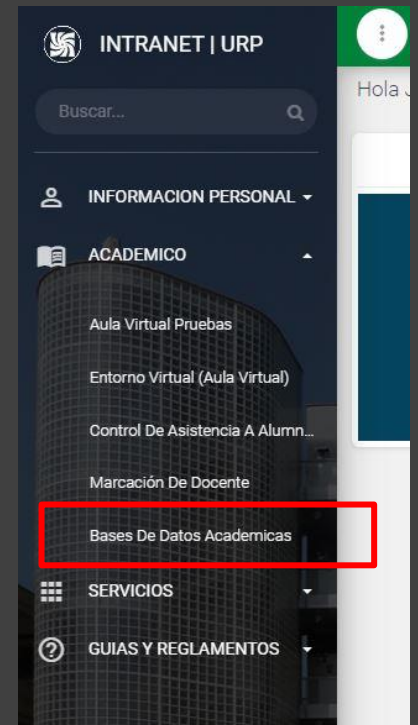 INTRANET | URP
Hola
Buscar...
INFORMACION PERSONAL
ACADEMICO
Aula Virtual Pruebas
Entorno Virtual (Aula Virtual)
Control De Asistencia A Alumn...
Marcación De Docente
Bases De Datos Academicas
SERVICIOS
GUIAS Y REGLAMENTOS